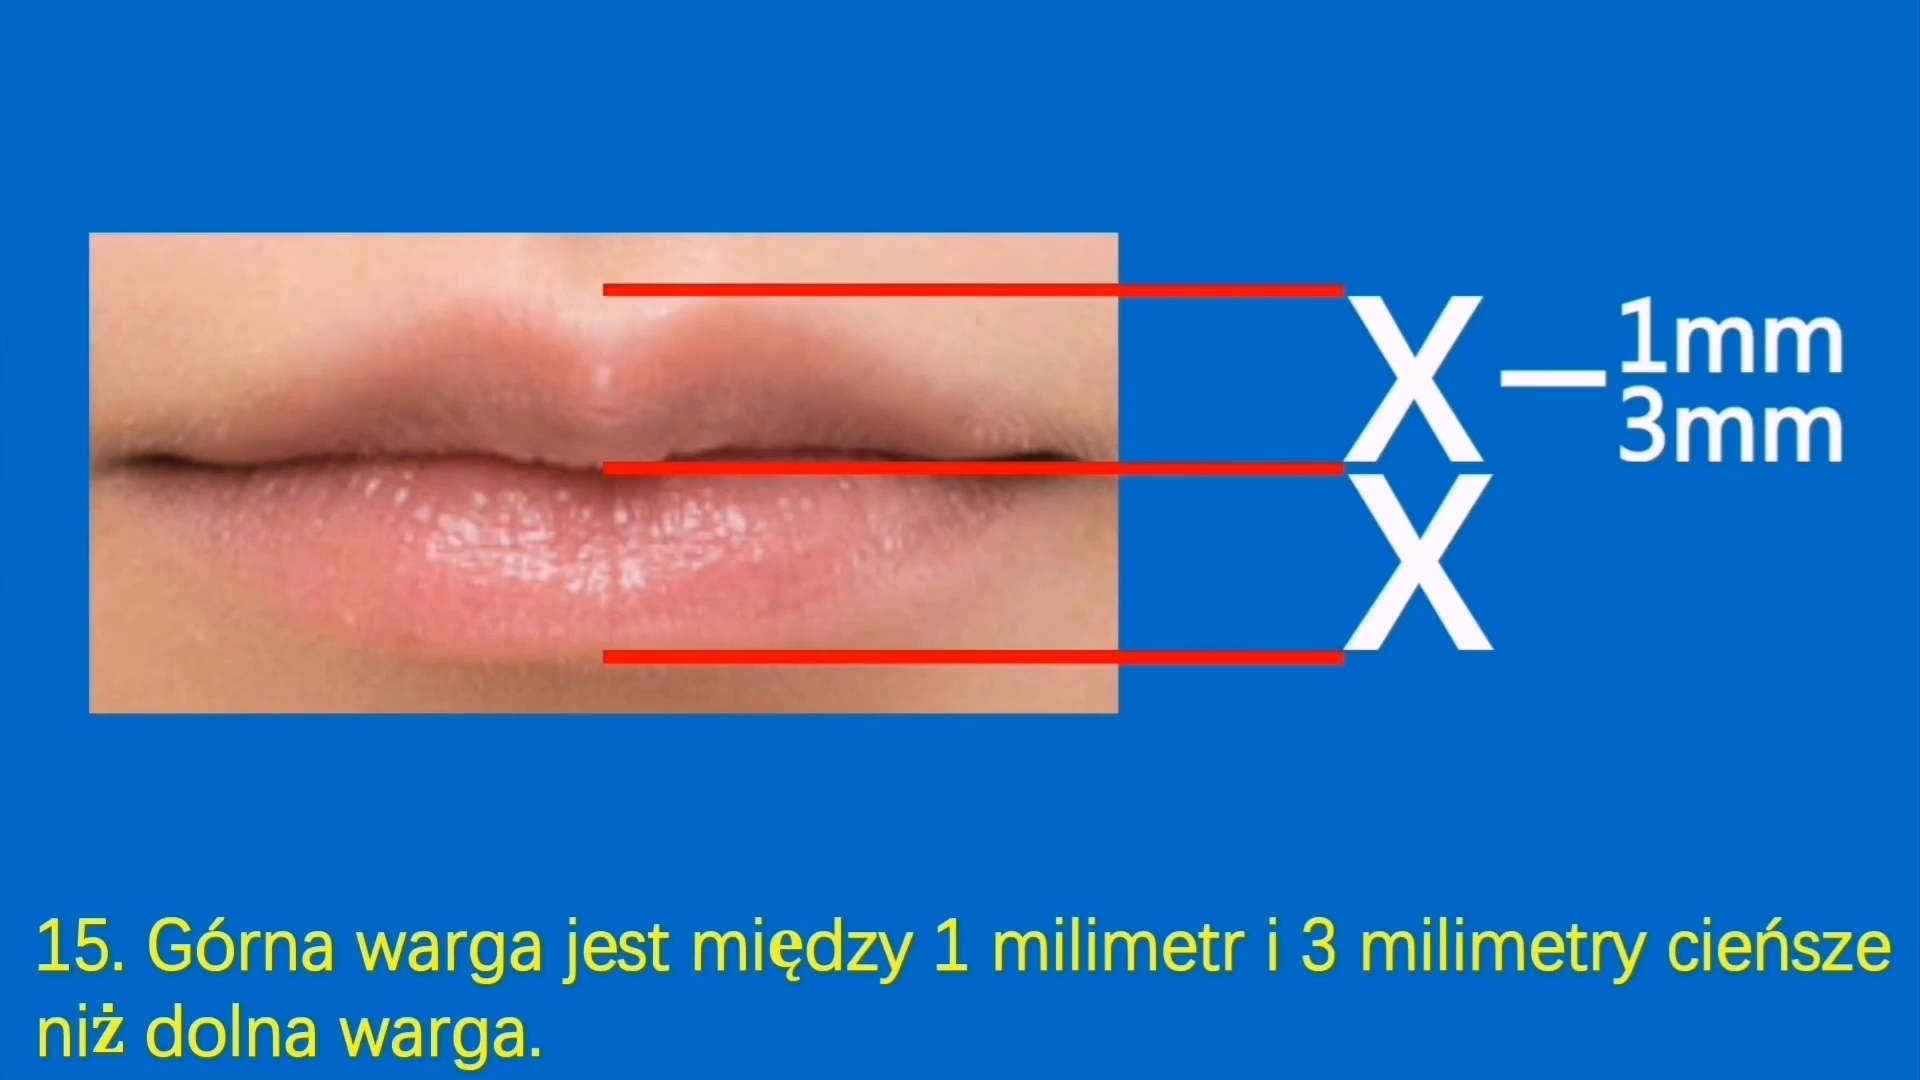 X — 1mm
3mm
X
15. Górna warga jest między 1 milimetr i 3 milimetry cieńsze
niż dolna warga.